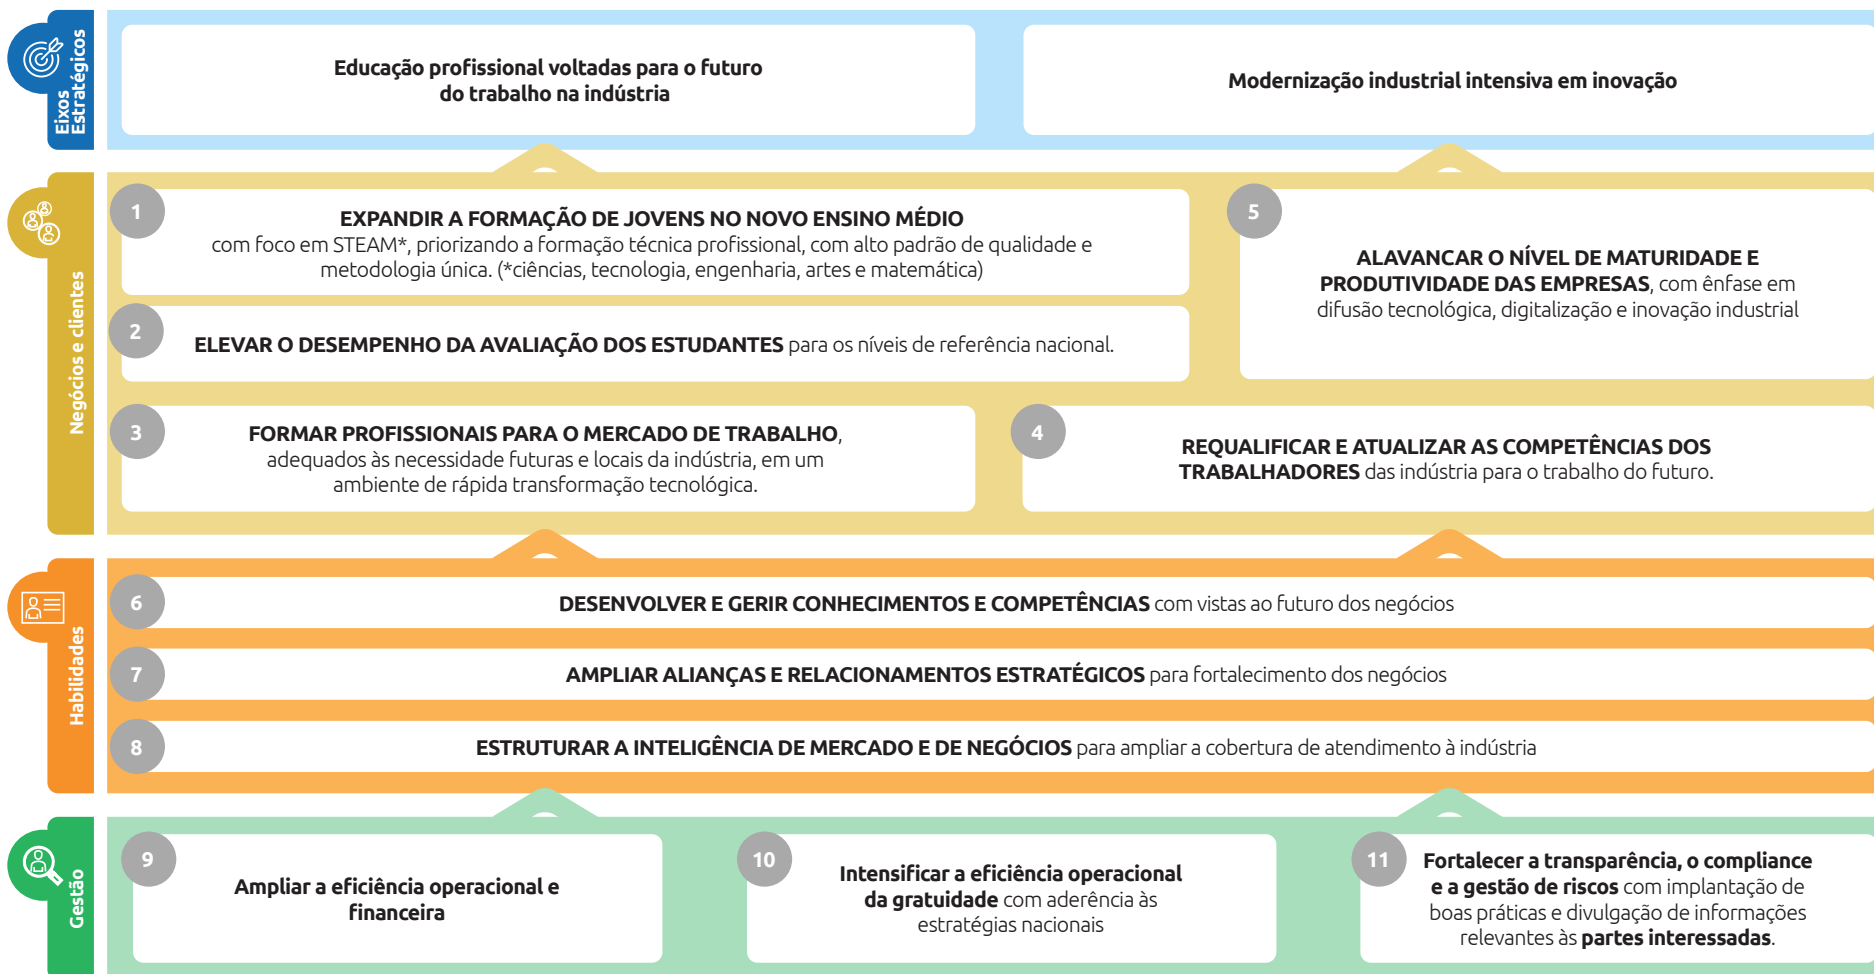 Eixos
Estratégicos
Educação profissional voltadas para o futuro
do trabalho na indústria
Modernização industrial intensiva em inovação
Negócios e clientes
1
EXPANDIR A FORMAÇÃO DE JOVENS NO NOVO ENSINO MÉDIO
com foco em STEAM*, priorizando a formação técnica profissional, com alto padrão de qualidade e
metodologia única. (*ciências, tecnologia, engenharia, artes e matemática)
2
ELEVAR O DESEMPENHO DA AVALIAÇÃO DOS ESTUDANTES para os níveis de referência nacional.
5
ALAVANCAR O NÍVEL DE MATURIDADE E
PRODUTIVIDADE DAS EMPRESAS, com ênfase em
difusão tecnológica, digitalização e inovação industrial
3
FORMAR PROFISSIONAIS PARA O MERCADO DE TRABALHO,
adequados às necessidade futuras e locais da indústria, em um
ambiente de rápida transformação tecnológica.
4
REQUALIFICAR E ATUALIZAR AS COMPETÊNCIAS DOS
TRABALHADORES das indústria para o trabalho do futuro.
Habilidades
6
DESENVOLVER E GERIR CONHECIMENTOS E COMPETÊNCIAS com vistas ao futuro dos negócios
7
AMPLIAR ALIANÇAS E RELACIONAMENTOS ESTRATÉGICOS para fortalecimento dos negócios
8
ESTRUTURAR A INTELIGÊNCIA DE MERCADO E DE NEGÓCIOS para ampliar a cobertura de atendimento à indústria
Gestão
9
Ampliar a eficiência operacional e
financeira
10
Intensificar a eficiência operacional
da gratuidade com aderência às
estratégias nacionais
11
Fortalecer a transparência, o compliance
e a gestão de riscos com implantação de
boas práticas e divulgação de informações
relevantes às partes interessadas.